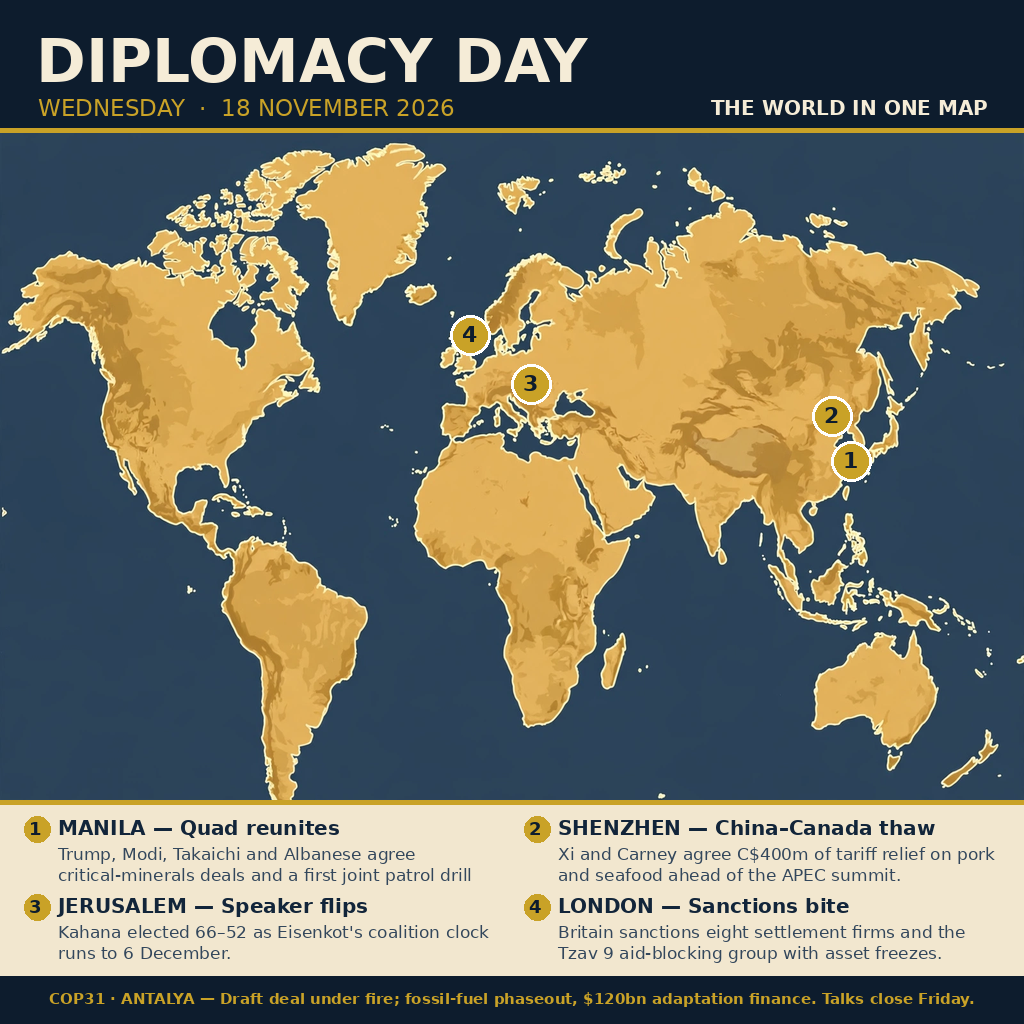 DIPLOMACY DAY
WEDNESDAY · 18 NOVEMBER 2026
THE WORLD IN ONE MAP
4
3
2
1
1 MANILA — Quad reunites
Trump, Modi, Takaichi and Albanese agree
critical-minerals deals and a first joint patrol drill
2 SHENZHEN — China–Canada thaw
Xi and Carney agree C$400m of tariff relief on pork
and seafood ahead of the APEC summit.
3 JERUSALEM — Speaker flips
Kahana elected 66–52 as Eisenkot's coalition clock
runs to 6 December.
4 LONDON — Sanctions bite
Britain sanctions eight settlement firms and the
Tzav 9 aid-blocking group with asset freezes.
COP31 · ANTALYA — Draft deal under fire; fossil-fuel phaseout, $120bn adaptation finance. Talks close Friday.